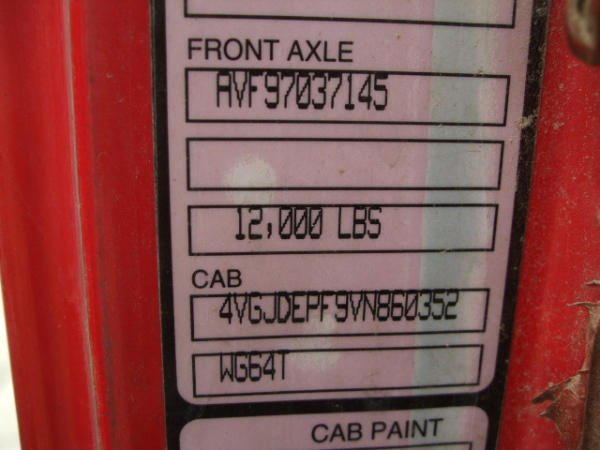 FRONT AXLE
AVF97037145
12,000 LBS
CAB
4VGJDEPF9VN860352
WG64T
CAB PAINT